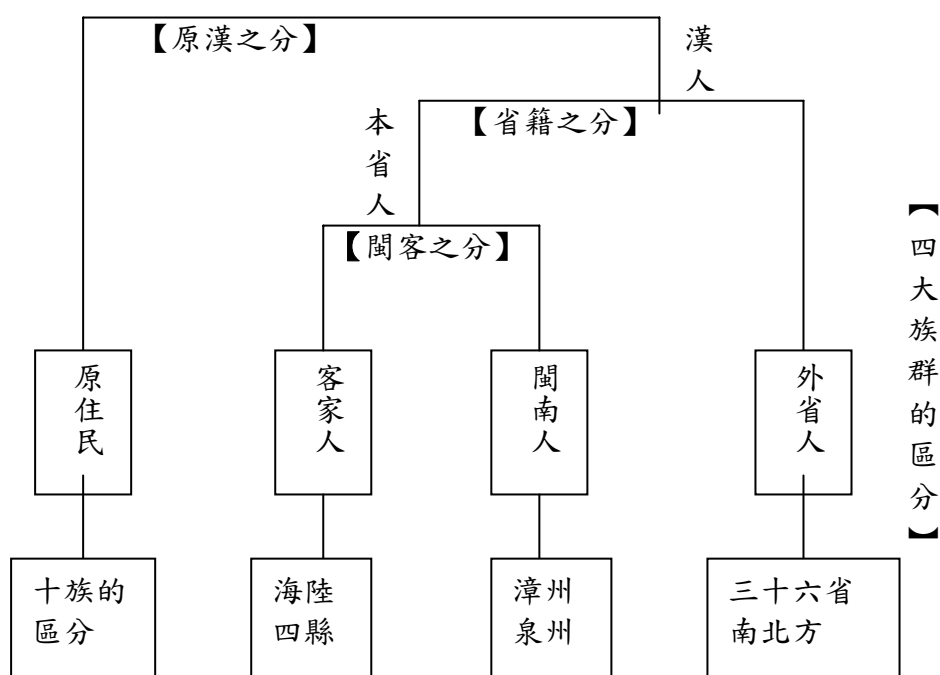 【原漢之分】
漢人
【省籍之分】
本省人
【閩客之分】
【四大族群的區分】
原住民
客家人
閩南人
外省人
十族的
區分
海陸
四縣
漳州
泉州
三十六省
南北方